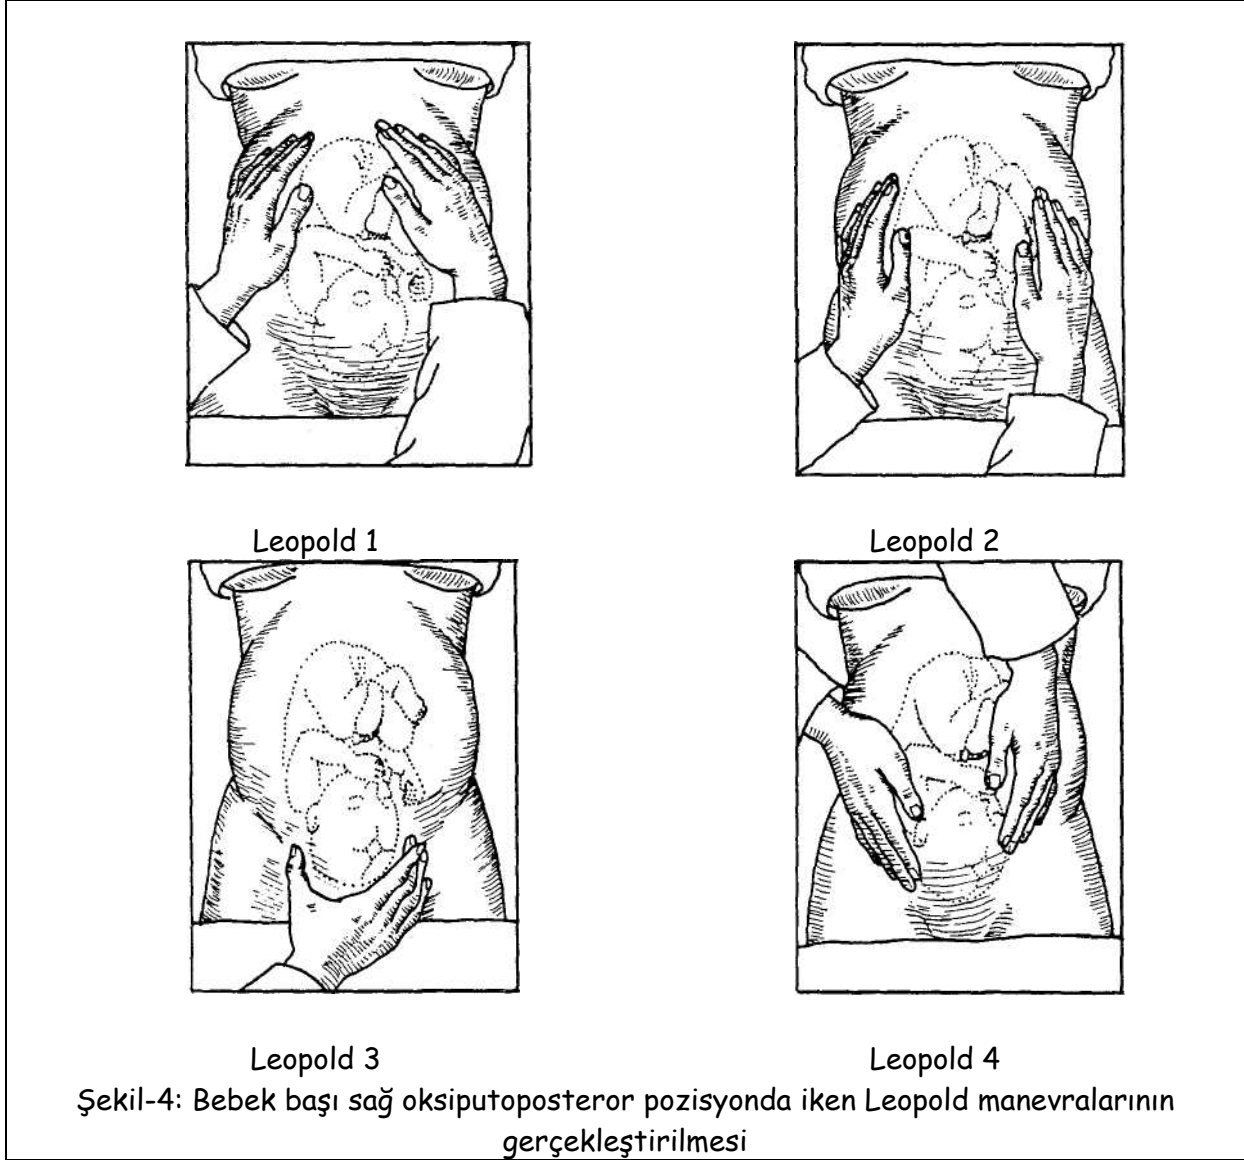 Leopold 1
Leopold 2
Leopold 3
Leopold 4
Şekil-4: Bebek başı sağ oksiputoposteror pozisyonda iken Leopold manevralarının
gerçekleştirilmesi